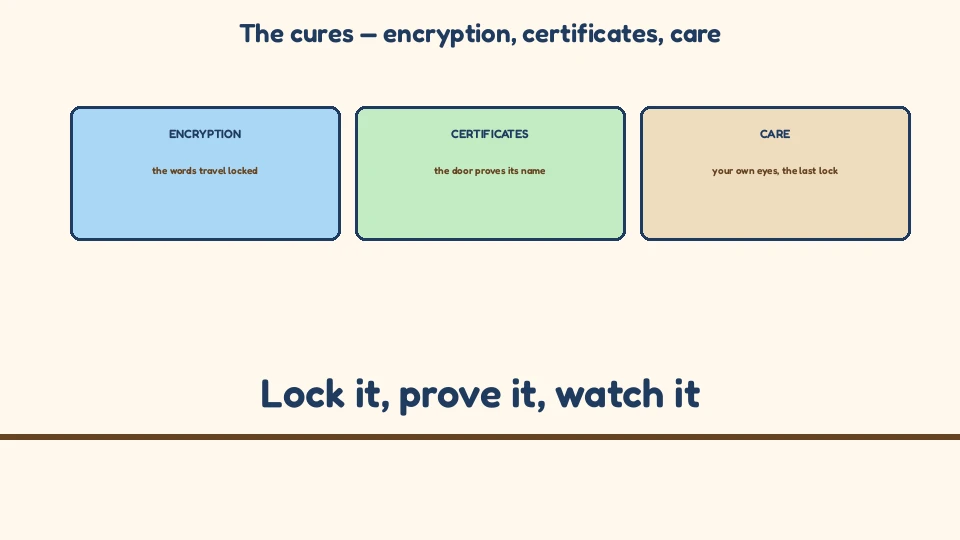 The cures — encryption, certificates, care
ENCRYPTION
the words travel locked
CERTIFICATES
the door proves its name
CARE
your own eyes, the last lock
Lock it, prove it, watch it